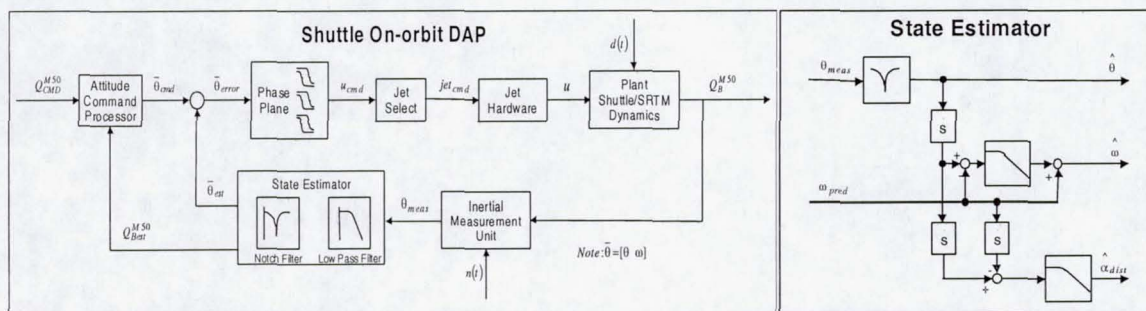 Shuttle On-orbit DAP
d(t)
Q_CMD^M50
Attitude
Command
Processor
θ̄_cmd
θ̄_error
Phase
Plane
u_cmd
Jet
Select
jet_cmd
Jet
Hardware
u
Plant
Shuttle/SRTM
Dynamics
Q_B^M50
θ̄_est
State Estimator
Notch Filter
Low Pass Filter
θ_meas
Inertial
Measurement
Unit
Q_Best^M50
n(t)
Note: θ̄=[θ ω]
State Estimator
θ_meas
θ̂
S
+
-
+
+
ω̂
ω_pred
S
S
-
+
α̂_dist